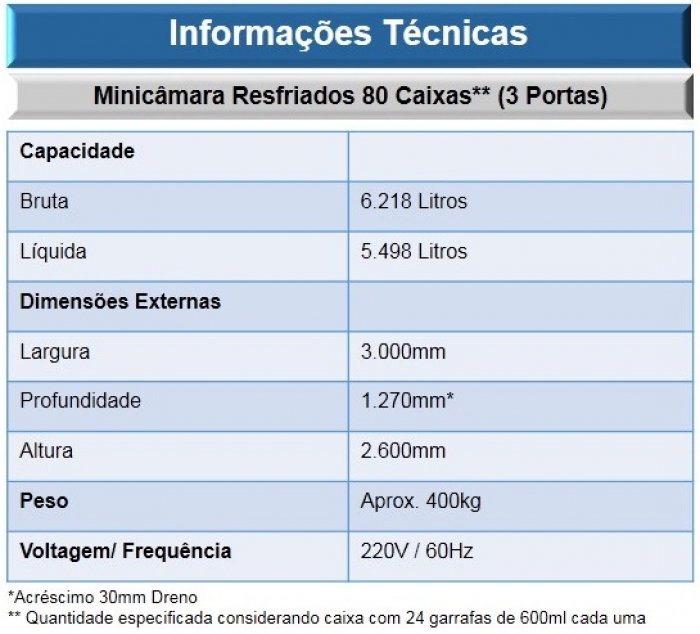 Informações Técnicas
Minicâmara Resfriados 80 Caixas** (3 Portas)
Capacidade
Bruta 6.218 Litros
Líquida 5.498 Litros
Dimensões Externas
Largura 3.000mm
Profundidade 1.270mm*
Altura 2.600mm
Peso Aprox. 400kg
Voltagem/ Frequência 220V / 60Hz
*Acréscimo 30mm Dreno
** Quantidade especificada considerando caixa com 24 garrafas de 600ml cada uma